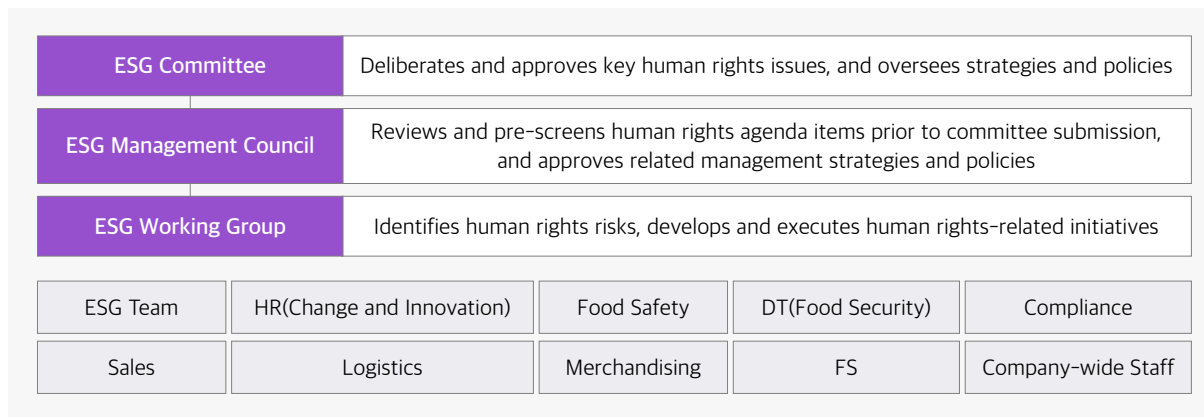 ESG Committee
Deliberates and approves key human rights issues, and oversees strategies and policies
ESG Management Council
Reviews and pre-screens human rights agenda items prior to committee submission,
and approves related management strategies and policies
ESG Working Group
Identifies human rights risks, develops and executes human rights-related initiatives
ESG Team
HR(Change and Innovation)
Food Safety
DT(Food Security)
Compliance
Sales
Logistics
Merchandising
FS
Company-wide Staff